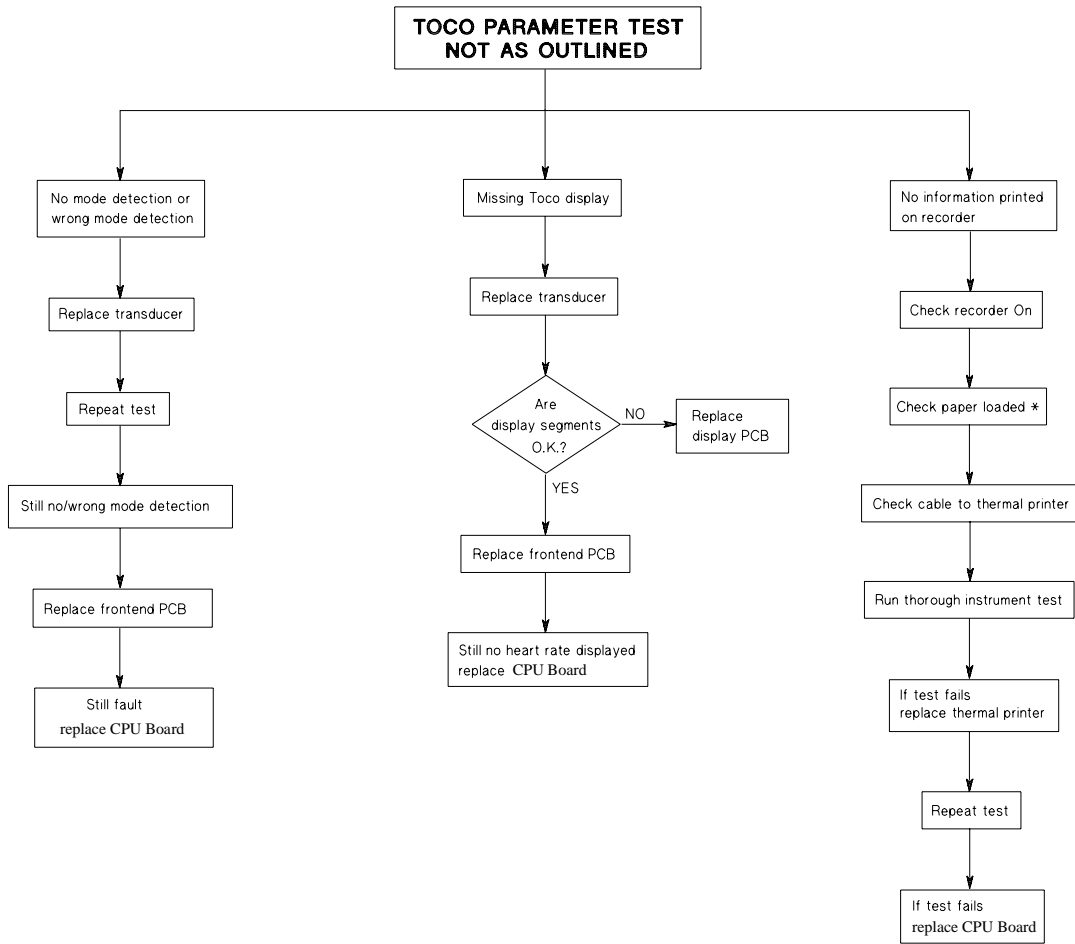 TOCO PARAMETER TEST
NOT AS OUTLINED
No mode detection or
wrong mode detection
Replace transducer
Repeat test
Still no/wrong mode detection
Replace frontend PCB
Still fault
replace CPU Board
Missing Toco display
Replace transducer
Are
display segments
O.K.?
NO
Replace
display PCB
YES
Replace frontend PCB
Still no heart rate displayed
replace CPU Board
No information printed
on recorder
Check recorder On
Check paper loaded *
Check cable to thermal printer
Run thorough instrument test
If test fails
replace thermal printer
Repeat test
If test fails
replace CPU Board